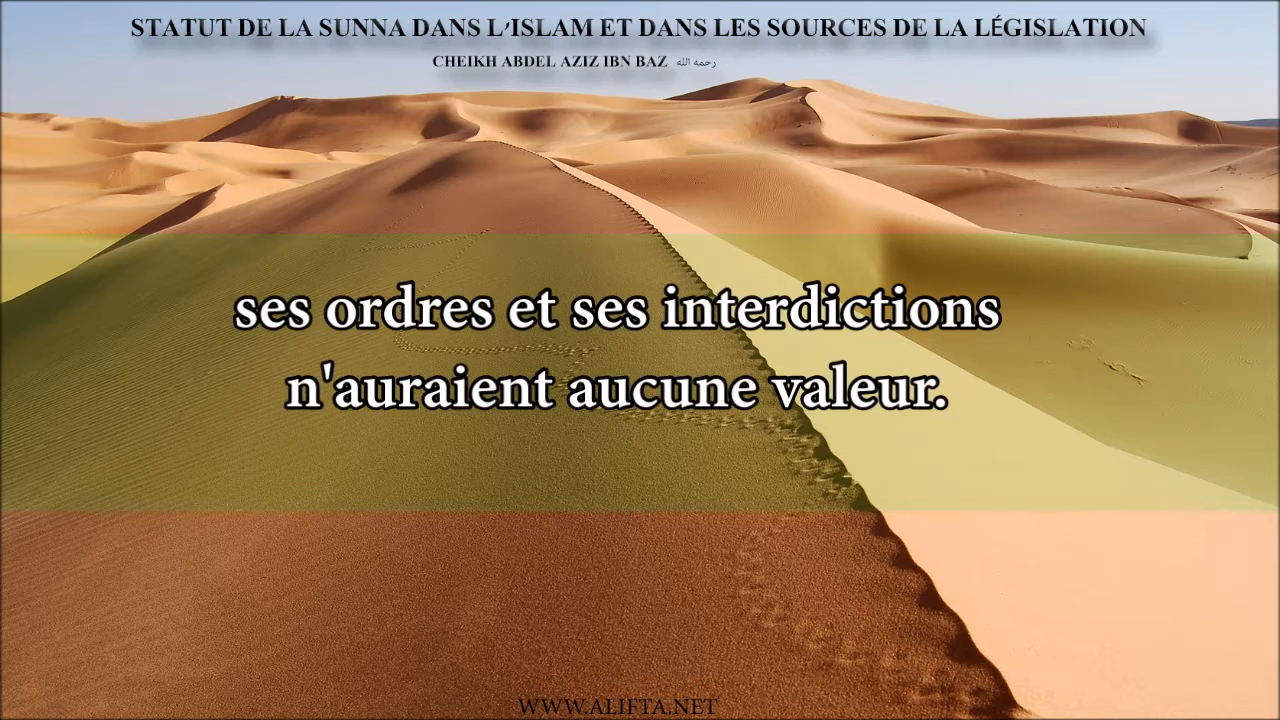 STATUT DE LA SUNNA DANS L'ISLAM ET DANS LES SOURCES DE LA LÉGISLATION
CHEIKH ABDEL AZIZ IBN BAZ رحمه الله
ses ordres et ses interdictions
n'auraient aucune valeur.
WWW.ALIFTA.NET